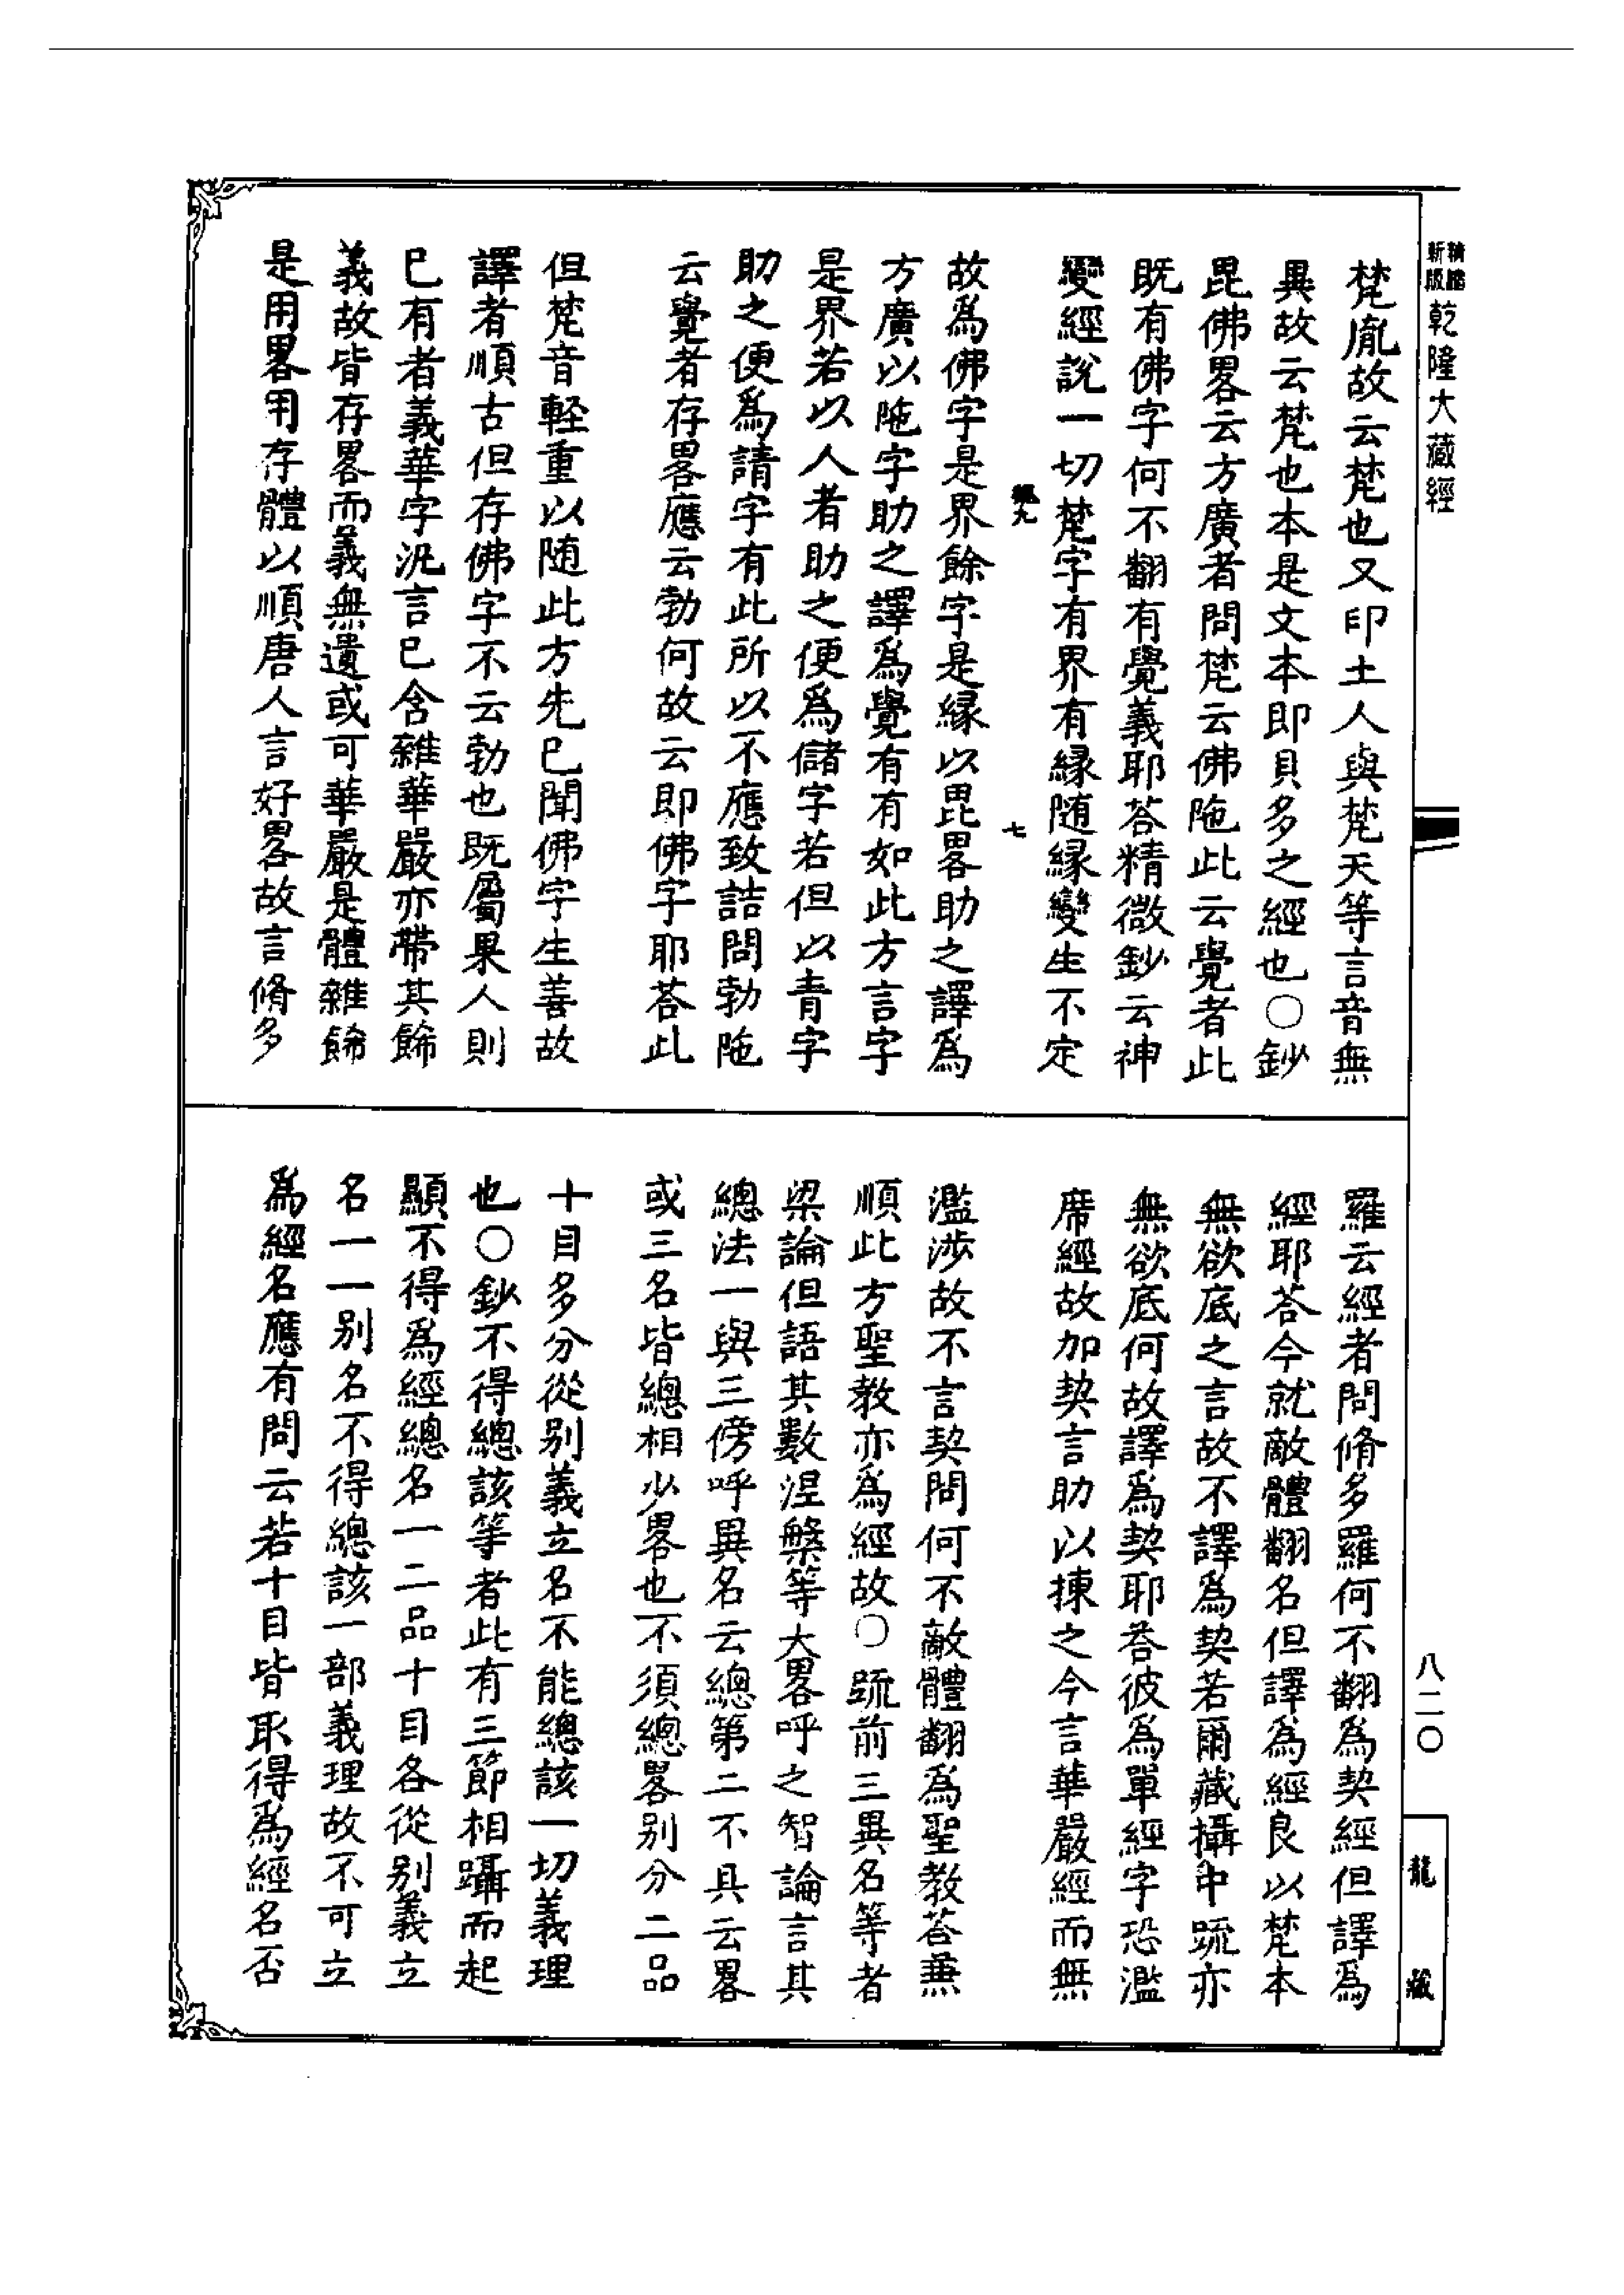 精縮
新版
乾隆大藏經
梵胤故云梵也又印土人與梵天等言音無
異故云梵也本是文本即貝多之經也〇鈔
毘佛畧云方廣者問梵云佛陁此云覺者此
既有佛字何不翻有覺義耶荅精微鈔云神
變經說一切梵字有界有縁随縁變生不定
七
故爲佛字是界餘字是縁以毘畧助之譯爲
方廣以陁字助之譯爲覺有有如此方言字
是界若以人者助之便爲儲字若但以青字
助之便爲請字有此所以不應致詰問勃陁
云覺者存畧應云勃何故云即佛字耶荅此
但梵音輕重以随此方先已聞佛字生善故
譯者順古但存佛字不云勃也既屬果人則
已有者義華字汎言已含雜華嚴亦帶其餙
義故皆存畧而義無遺或可華嚴是體雜餙
是用畧用存體以順唐人言好畧故言脩多
羅云經者問脩多羅何不翻爲契經但譯爲
經耶荅今就敵體翻名但譯爲經良以梵本
無欲底之言故不譯爲契若爾藏攝中䟽亦
無欲底何故譯爲契耶荅彼爲單經字恐濫
席經故加契言助以揀之今言華嚴經而無
濫涉故不言契問何不敵體翻爲聖教荅兼
順此方聖教亦爲經故〇䟽前三異名等者
梁論但語其數涅槃等大畧呼之智論言其
總法一與三傍呼異名云總第二不具云畧
或三名皆總相少畧也不須總畧别分二品
十目多分從别義立名不能總該一切義理
也〇鈔不得總該等者此有三節相躡而起
顯不得爲經總名一二品十目各從别義立
名一一别名不得總該一部義理故不可立
爲經名應有問云若十目皆取得爲經名否
八二〇
龍
藏